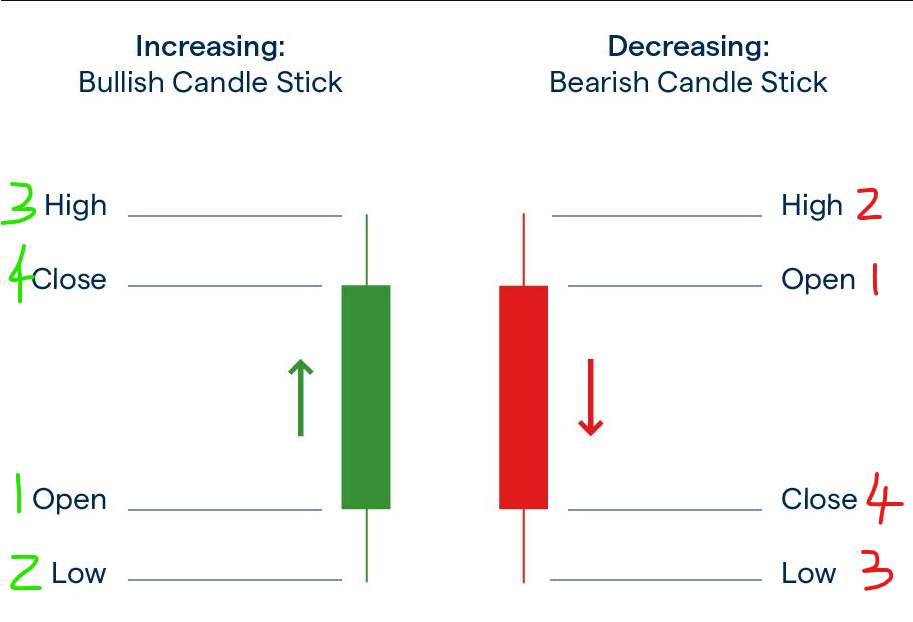 Increasing:
Bullish Candle Stick
Decreasing:
Bearish Candle Stick
3 High
4 Close
1 Open
2 Low
High 2
Open 1
Close 4
Low 3